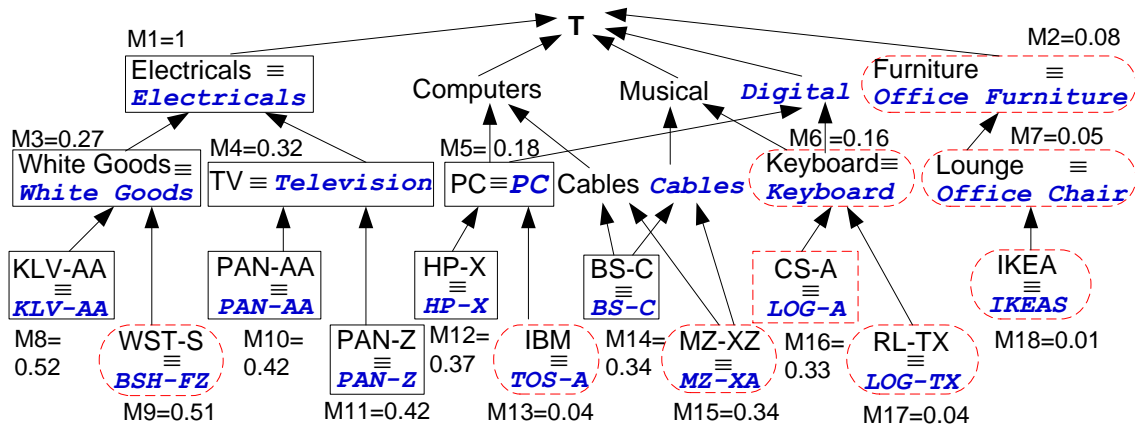 T
M1=1
M2=0.08
Electricals ≡
Electricals
Computers
Musical
Digital
Furniture ≡
Office Furniture
M3=0.27
M4=0.32
M5= 0.18
M6=0.16
M7=0.05
White Goods≡
White Goods
TV ≡ Television
PC≡PC
Cables Cables
Keyboard≡
Keyboard
Lounge ≡
Office Chair
KLV-AA
≡
KLV-AA
PAN-AA
≡
PAN-AA
HP-X
≡
HP-X
BS-C
≡
BS-C
CS-A
≡
LOG-A
IKEA
≡
IKEAS
M8=
0.52
WST-S
≡
BSH-FZ
M10=
0.42
PAN-Z
≡
PAN-Z
M12=
0.37
IBM
≡
TOS-A
M14=
0.34
MZ-XZ
≡
MZ-XA
M16=
0.33
RL-TX
≡
LOG-TX
M18=0.01
M9=0.51
M11=0.42
M13=0.04
M15=0.34
M17=0.04